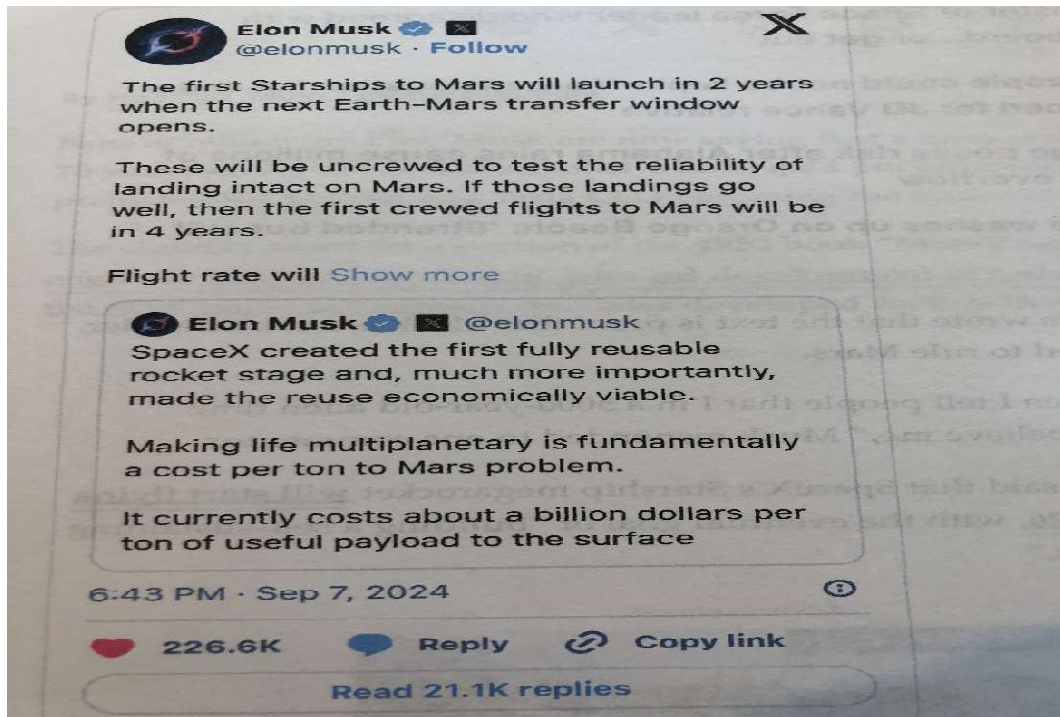 Elon Musk
@elonmusk · Follow
The first Starships to Mars will launch in 2 years
when the next Earth-Mars transfer window
opens.
These will be uncrewed to test the reliability of
landing intact on Mars. If those landings go
well, then the first crewed flights to Mars will be
in 4 years.
Flight rate will Show more
Elon Musk @elonmusk
SpaceX created the first fully reusable
rocket stage and, much more importantly,
made the reuse economically viable.
Making life multiplanetary is fundamentally
a cost per ton to Mars problem.
It currently costs about a billion dollars per
ton of useful payload to the surface
6:43 PM · Sep 7, 2024
226.6K Reply Copy link
Read 21.1K replies